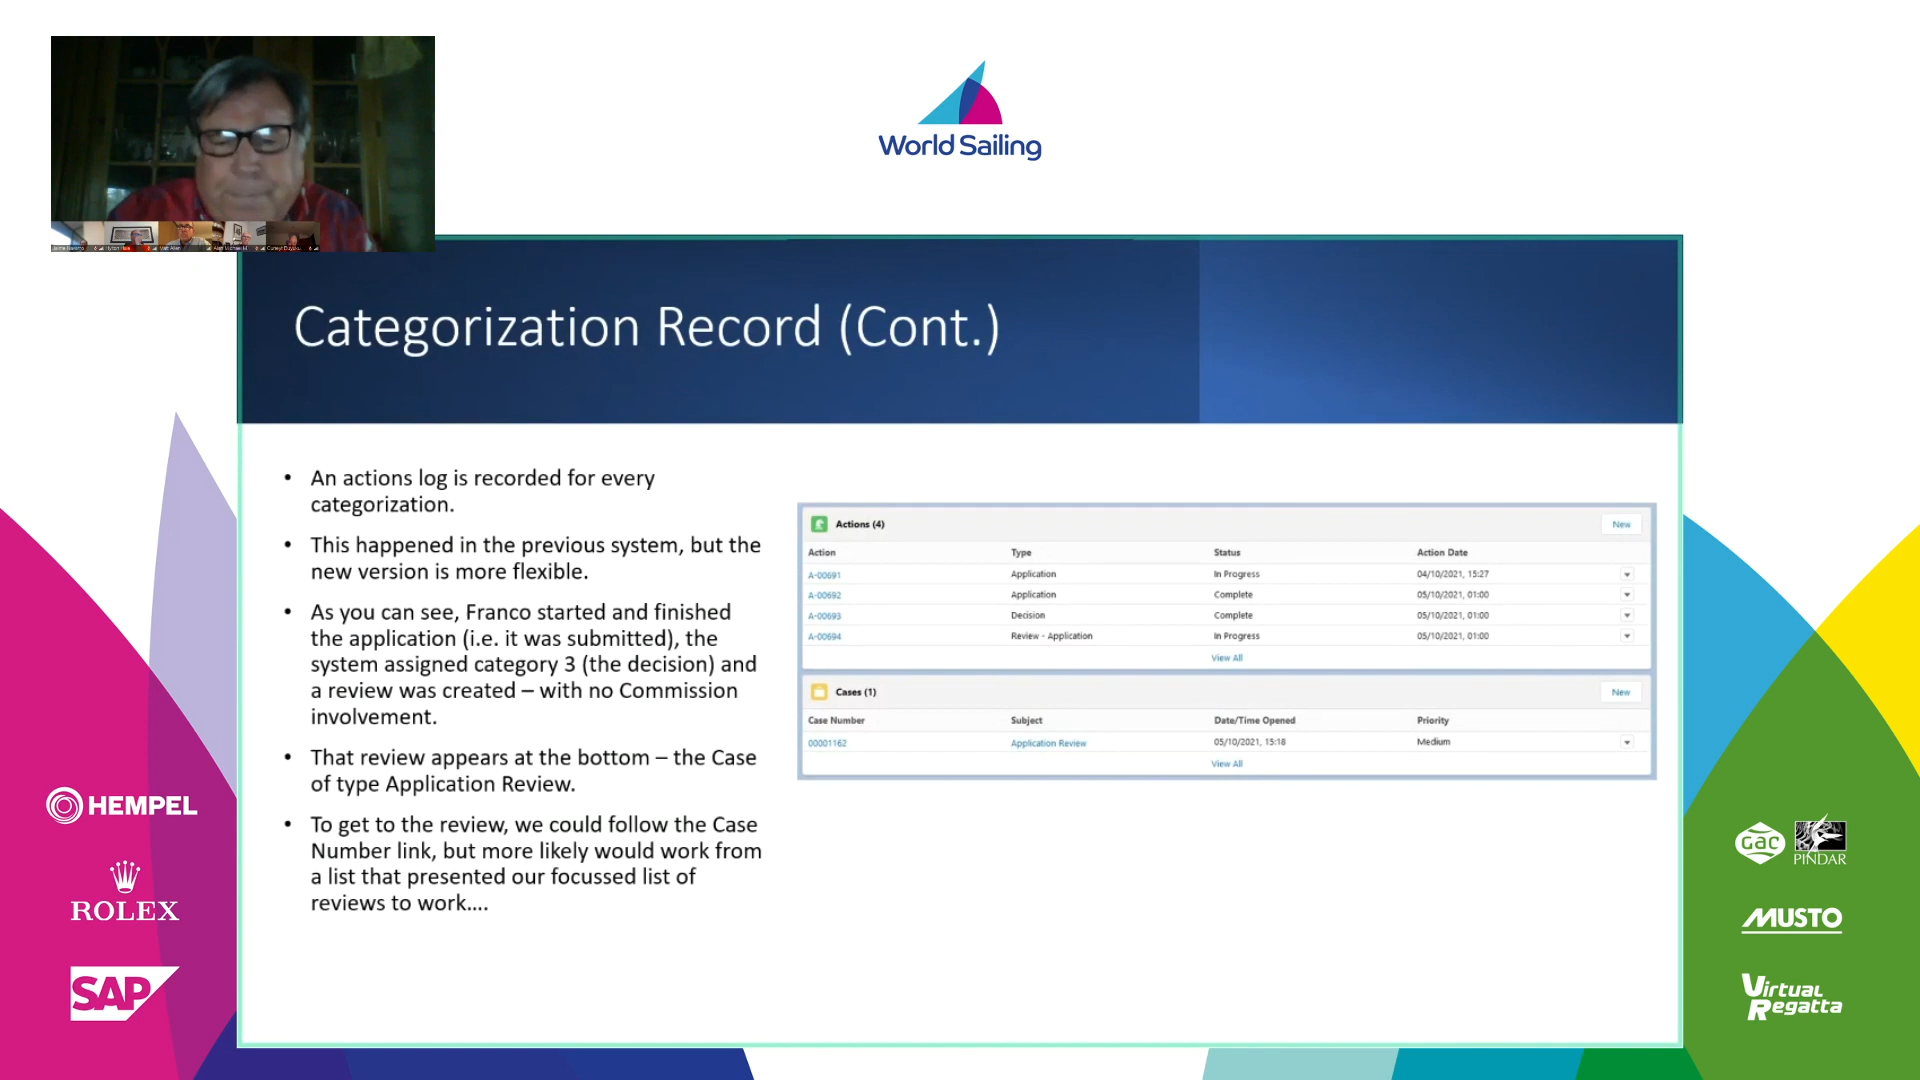 World Sailing
Matt Allen
Categorization Record (Cont.)
• An actions log is recorded for every
categorization.
• This happened in the previous system, but the
new version is more flexible.
• As you can see, Franco started and finished
the application (i.e. it was submitted), the
system assigned category 3 (the decision) and
a review was created – with no Commission
involvement.
• That review appears at the bottom – the Case
of type Application Review.
• To get to the review, we could follow the Case
Number link, but more likely would work from
a list that presented our focussed list of
reviews to work....
Actions (4) New
Action Type Status Action Date
A-00691 Application In Progress 04/10/2021, 15:27
A-00692 Application Complete 05/10/2021, 01:00
A-00693 Decision Complete 05/10/2021, 01:00
A-00694 Review - Application In Progress 05/10/2021, 01:00
View All
Cases (1) New
Case Number Subject Date/Time Opened Priority
00001162 Application Review 05/10/2021, 15:18 Medium
View All
HEMPEL
ROLEX
SAP
GAC
PINDAR
MUSTO
Virtual
Regatta